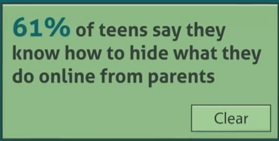 61% of teens say they
know how to hide what they
do online from parents
Clear